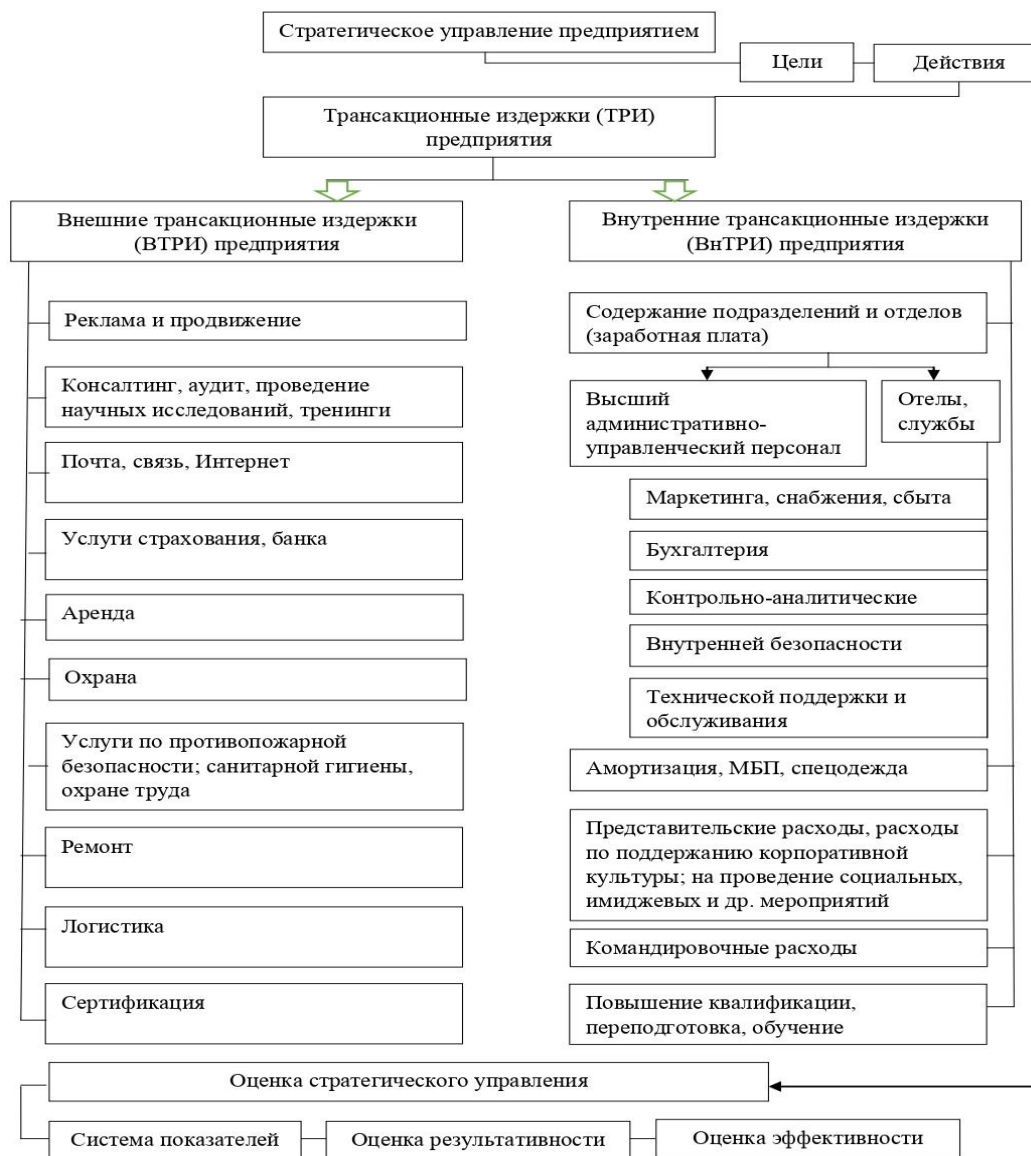 Стратегическое управление предприятием
Цели
Действия
Трансакционные издержки (ТРИ)
предприятия
Внешние трансакционные издержки
(ВТРИ) предприятия
Реклама и продвижение
Консалтинг, аудит, проведение
научных исследований, тренинги
Почта, связь, Интернет
Услуги страхования, банка
Аренда
Охрана
Услуги по противопожарной
безопасности; санитарной гигиены,
охране труда
Ремонт
Логистика
Сертификация
Внутренние трансакционные издержки
(ВнТРИ) предприятия
Содержание подразделений и отделов
(заработная плата)
Высший
административно-
управленческий персонал
Отелы,
службы
Маркетинга, снабжения, сбыта
Бухгалтерия
Контрольно-аналитические
Внутренней безопасности
Технической поддержки и
обслуживания
Амортизация, МБП, спецодежда
Представительские расходы, расходы
по поддержанию корпоративной
культуры; на проведение социальных,
имиджевых и др. мероприятий
Командировочные расходы
Повышение квалификации,
переподготовка, обучение
Оценка стратегического управления
Система показателей
Оценка результативности
Оценка эффективности